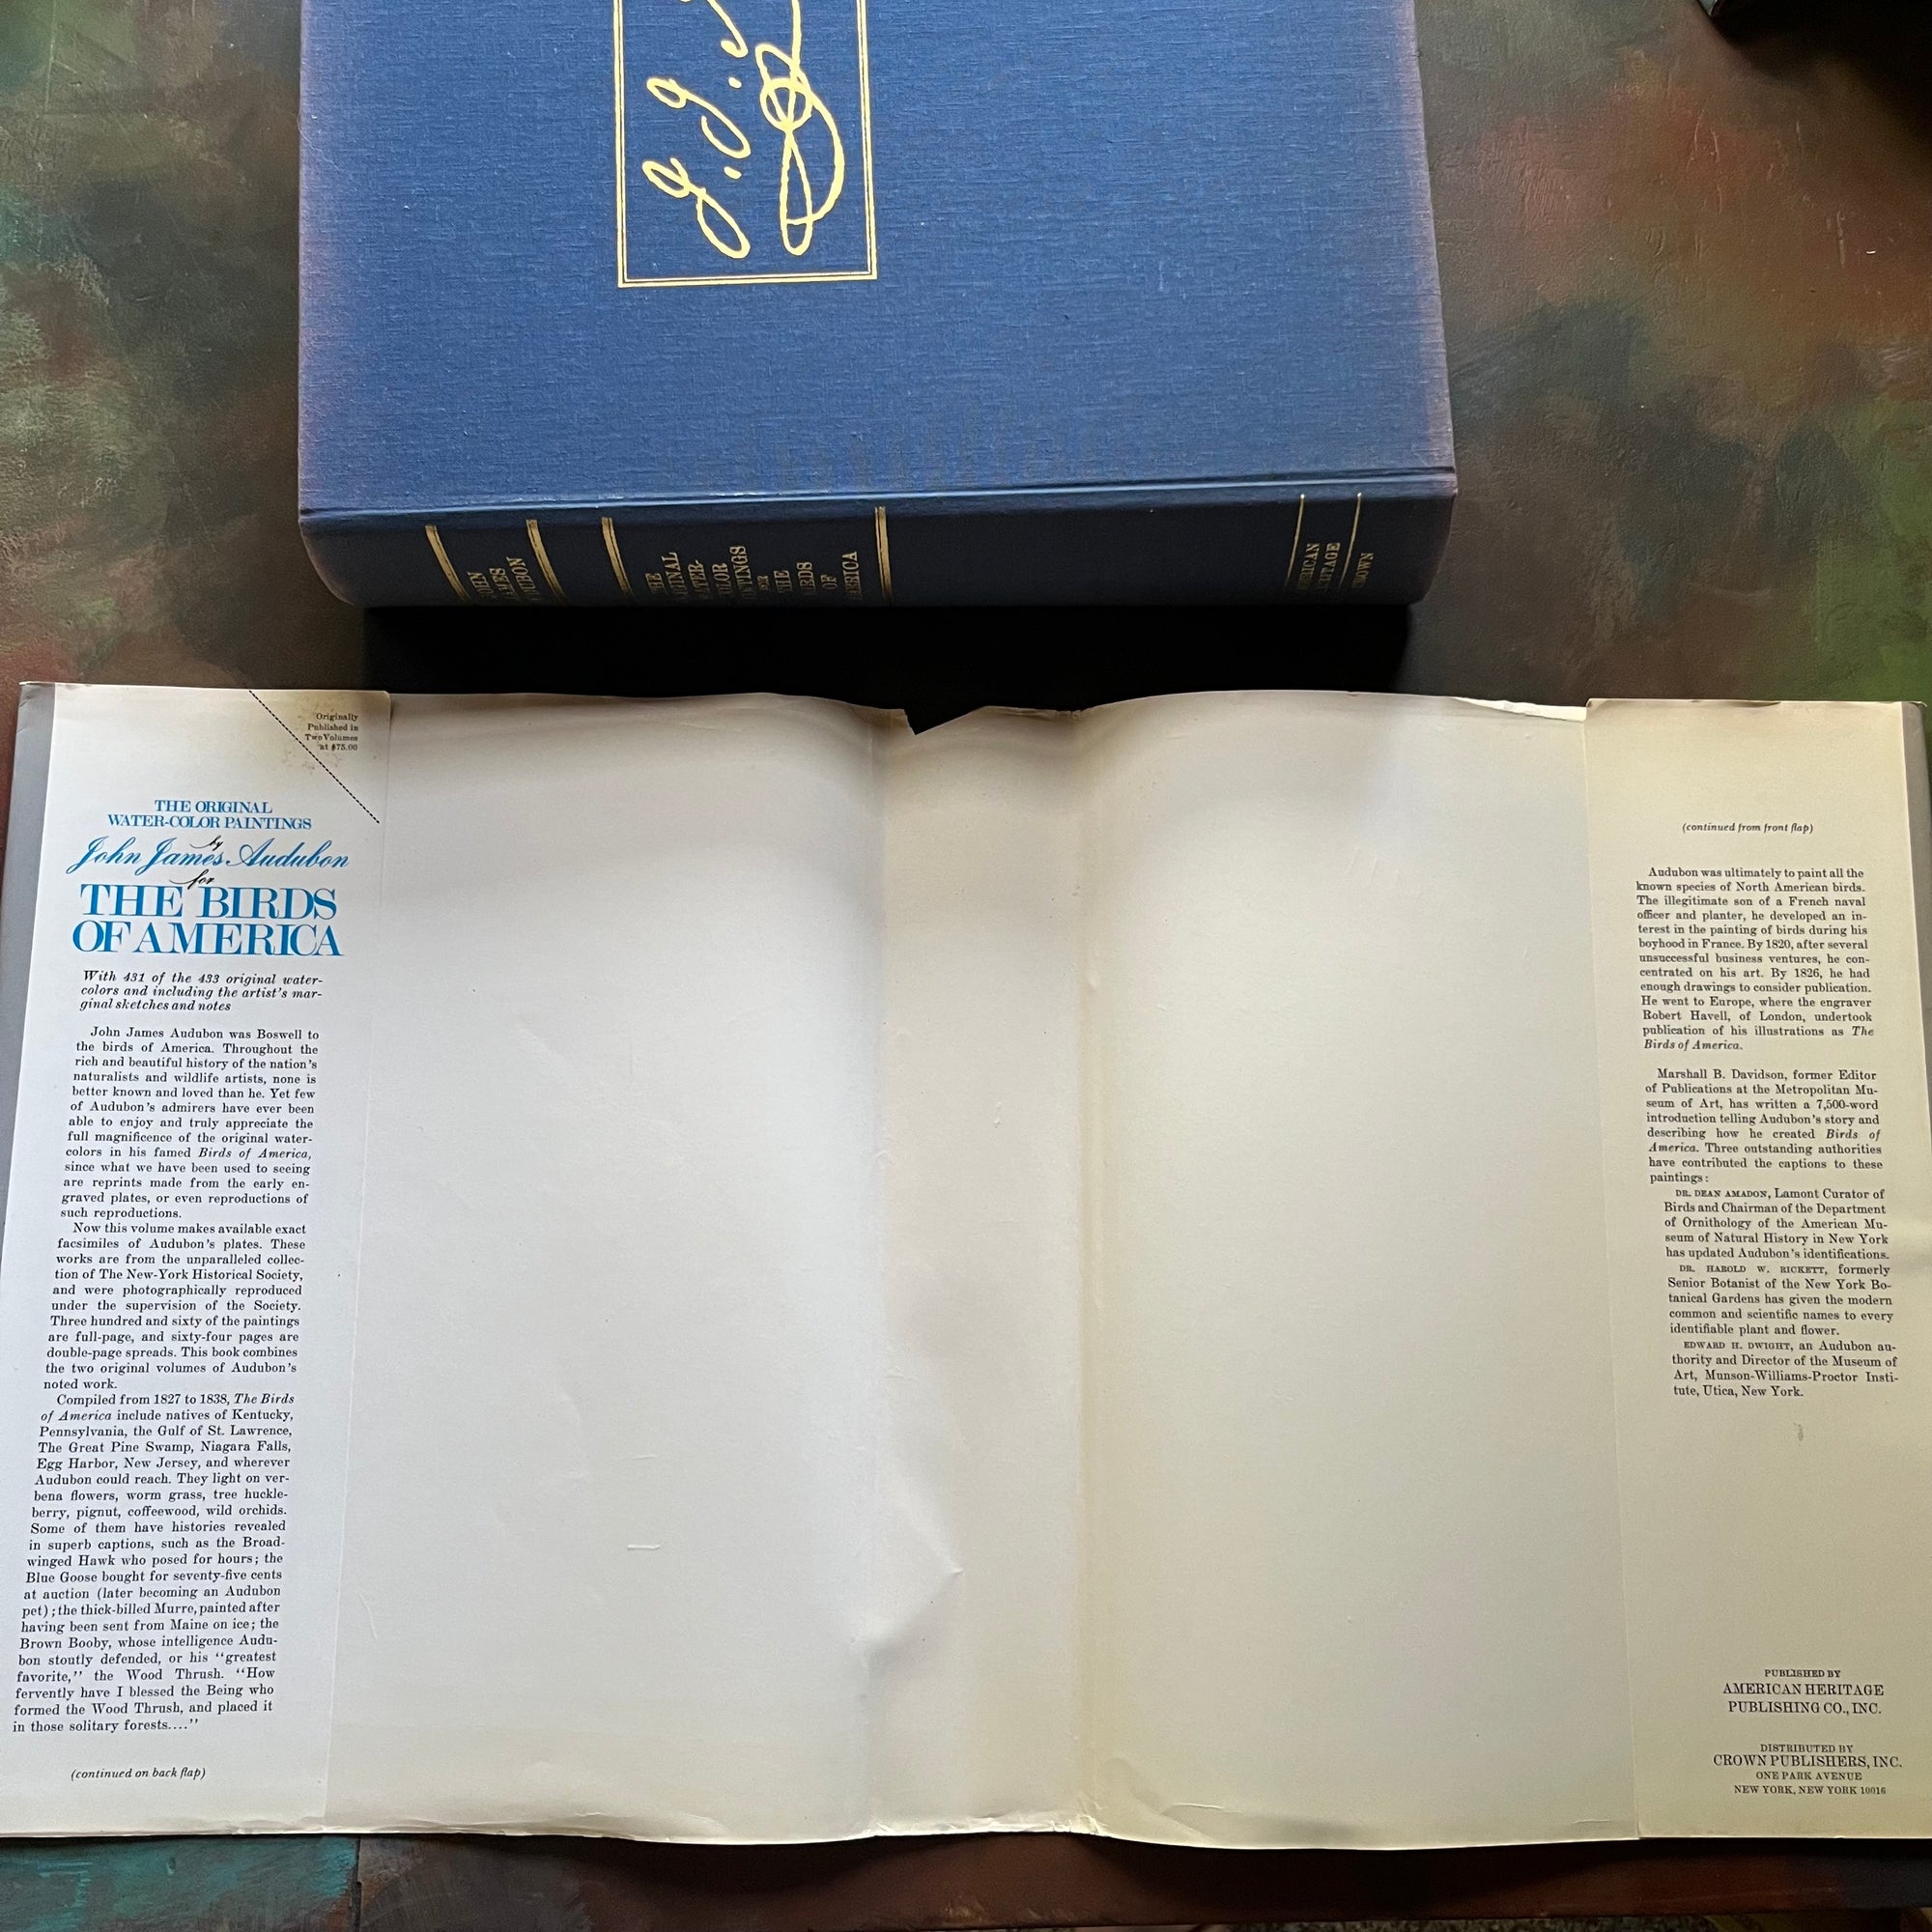 J. J.
JOHN
JAMES
AUDUBON
THE
ORIGINAL
WATER-
COLOR
PAINTINGS
FOR
THE
BIRDS
OF
AMERICA
AMERICAN
HERITAGE
CROWN
Originally
Published in
Two Volumes
at $75.00
THE ORIGINAL
WATER-COLOR PAINTINGS
by
John James Audubon
for
THE BIRDS
OF AMERICA
With 431 of the 433 original water-
colors and including the artist's mar-
ginal sketches and notes
John James Audubon was Boswell to
the birds of America. Throughout the
rich and beautiful history of the nation's
naturalists and wildlife artists, none is
better known and loved than he. Yet few
of Audubon's admirers have ever been
able to enjoy and truly appreciate the
full magnificence of the original water-
colors in his famed Birds of America,
since what we have been used to seeing
are reprints made from the early en-
graved plates, or even reproductions of
such reproductions.
Now this volume makes available exact
facsimiles of Audubon's plates. These
works are from the unparalleled collec-
tion of The New-York Historical Society,
and were photographically reproduced
under the supervision of the Society.
Three hundred and sixty of the paintings
are full-page, and sixty-four pages are
double-page spreads. This book combines
the two original volumes of Audubon's
noted work.
Compiled from 1827 to 1838, The Birds
of America include natives of Kentucky,
Pennsylvania, the Gulf of St. Lawrence,
The Great Pine Swamp, Niagara Falls,
Egg Harbor, New Jersey, and wherever
Audubon could reach. They light on ver-
bena flowers, worm grass, tree huckle-
berry, pignut, coffeewood, wild orchids.
Some of them have histories revealed
in superb captions, such as the Broad-
winged Hawk who posed for hours; the
Blue Goose bought for seventy-five cents
at auction (later becoming an Audubon
pet); the thick-billed Murre, painted after
having been sent from Maine on ice; the
Brown Booby, whose intelligence Audu-
bon stoutly defended, or his "greatest
favorite," the Wood Thrush. "How
fervently have I blessed the Being who
formed the Wood Thrush, and placed it
in those solitary forests...."
(continued on back flap)
(continued from front flap)
Audubon was ultimately to paint all the
known species of North American birds.
The illegitimate son of a French naval
officer and planter, he developed an in-
terest in the painting of birds during his
boyhood in France. By 1820, after several
unsuccessful business ventures, he con-
centrated on his art. By 1826, he had
enough drawings to consider publication.
He went to Europe, where the engraver
Robert Havell, of London, undertook
publication of his illustrations as The
Birds of America.
Marshall B. Davidson, former Editor
of Publications at the Metropolitan Mu-
seum of Art, has written a 7,500-word
introduction telling Audubon's story and
describing how he created Birds of
America. Three outstanding authorities
have contributed the captions to these
paintings:
DR. DEAN AMADON, Lamont Curator of
Birds and Chairman of the Department
of Ornithology of the American Mu-
seum of Natural History in New York
has updated Audubon's identifications.
DR. HAROLD W. RICKETT, formerly
Senior Botanist of the New York Bo-
tanical Gardens has given the modern
common and scientific names to every
identifiable plant and flower.
EDWARD H. DWIGHT, an Audubon au-
thority and Director of the Museum of
Art, Munson-Williams-Proctor Insti-
tute, Utica, New York.
PUBLISHED BY
AMERICAN HERITAGE
PUBLISHING CO., INC.
DISTRIBUTED BY
CROWN PUBLISHERS, INC.
ONE PARK AVENUE
NEW YORK, NEW YORK 10016